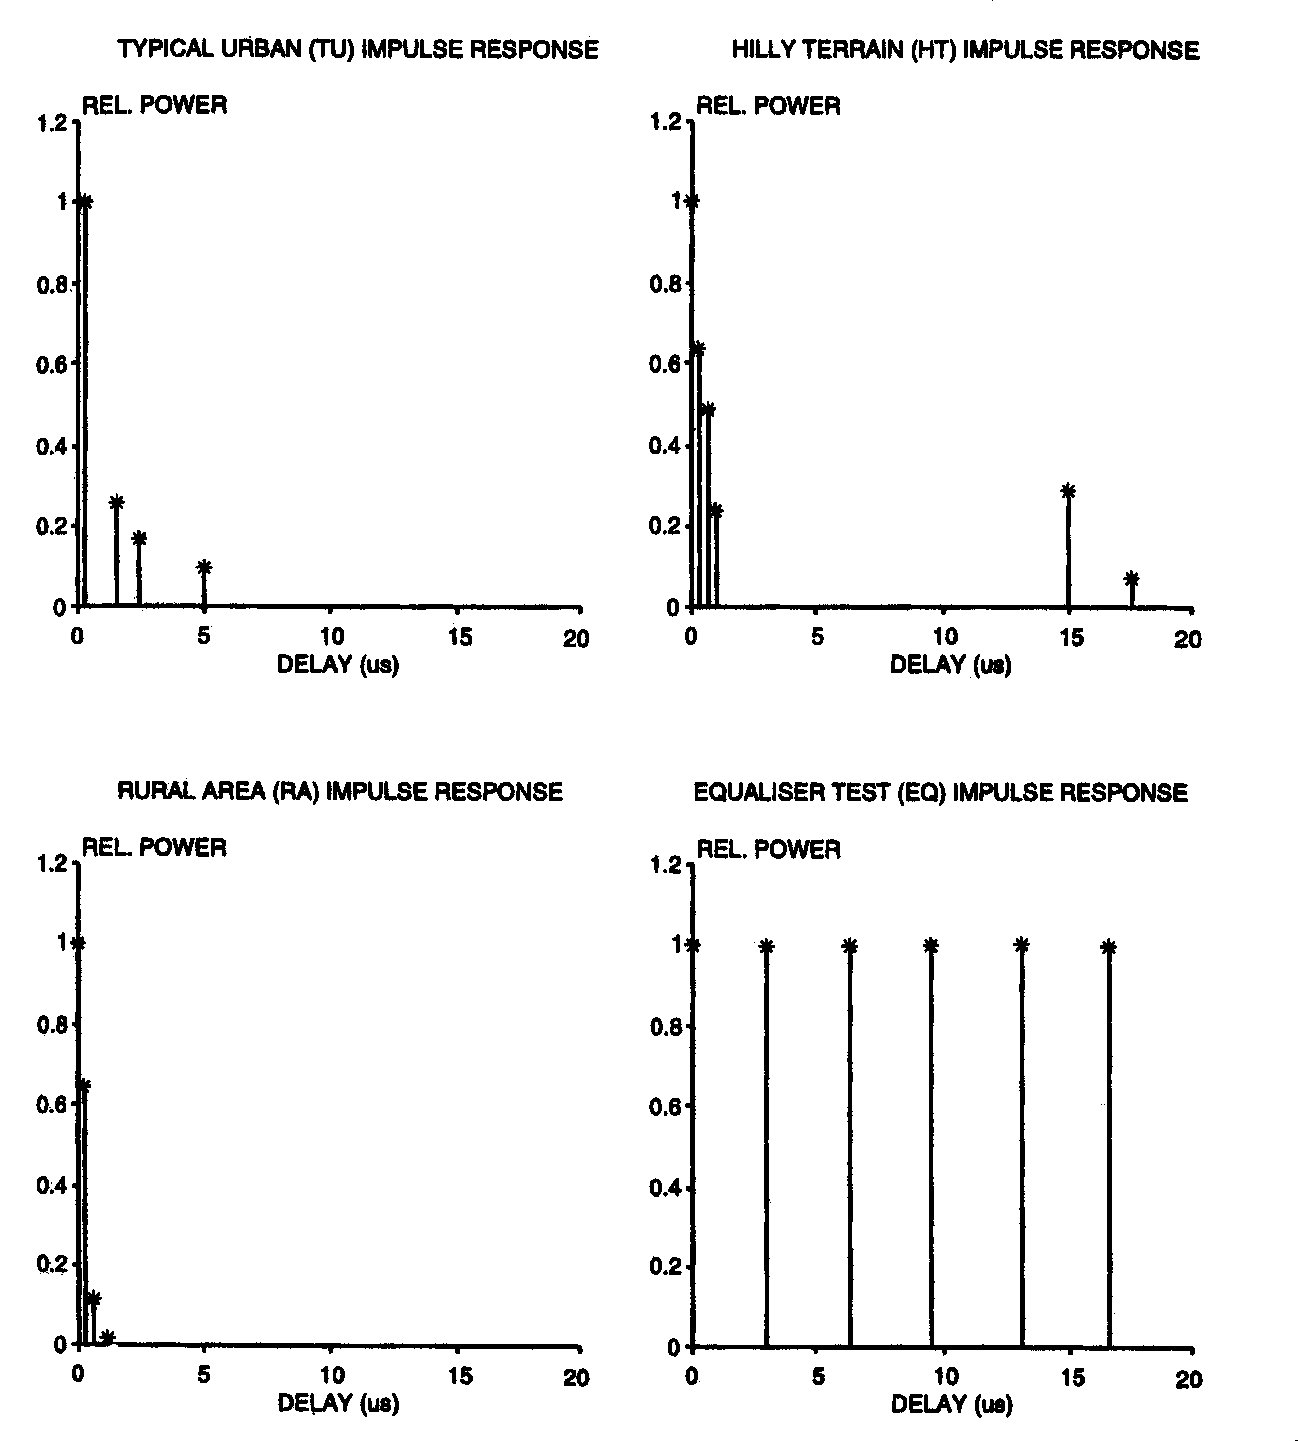 TYPICAL URBAN (TU) IMPULSE RESPONSE
REL. POWER
1.2
1
0.8
0.6
0.4
0.2
0
0 5 10 15 20
DELAY (us)
HILLY TERRAIN (HT) IMPULSE RESPONSE
REL. POWER
1.2
1
0.8
0.6
0.4
0.2
0
0 5 10 15 20
DELAY (us)
RURAL AREA (RA) IMPULSE RESPONSE
REL. POWER
1.2
1
0.8
0.6
0.4
0.2
0
0 5 10 15 20
DELAY (us)
EQUALISER TEST (EQ) IMPULSE RESPONSE
REL. POWER
1.2
1
0.8
0.6
0.4
0.2
0
0 5 10 15 20
DELAY (us)